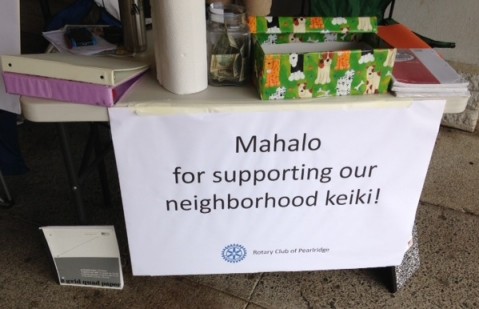 Mahalo
for supporting our
neighborhood keiki!
Rotary Club of Pearlridge